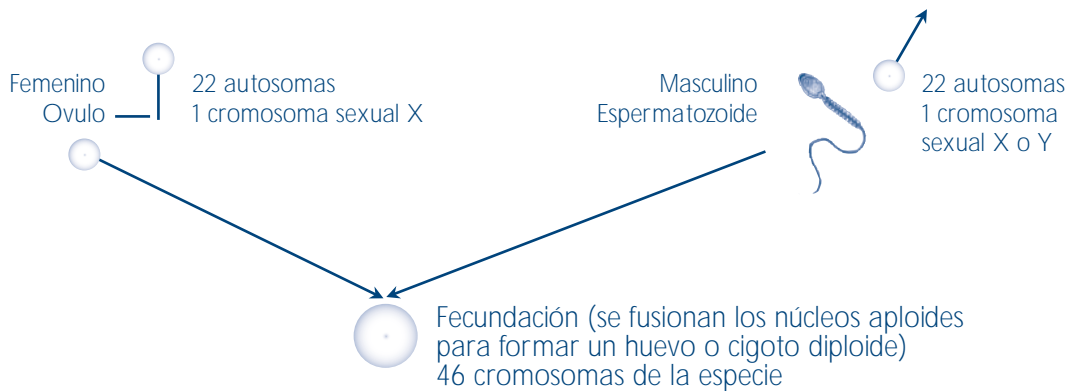 Femenino
Ovulo
22 autosomas
1 cromosoma sexual X
Masculino
Espermatozoide
22 autosomas
1 cromosoma
sexual X o Y
Fecundación (se fusionan los núcleos aploides
para formar un huevo o cigoto diploide)
46 cromosomas de la especie